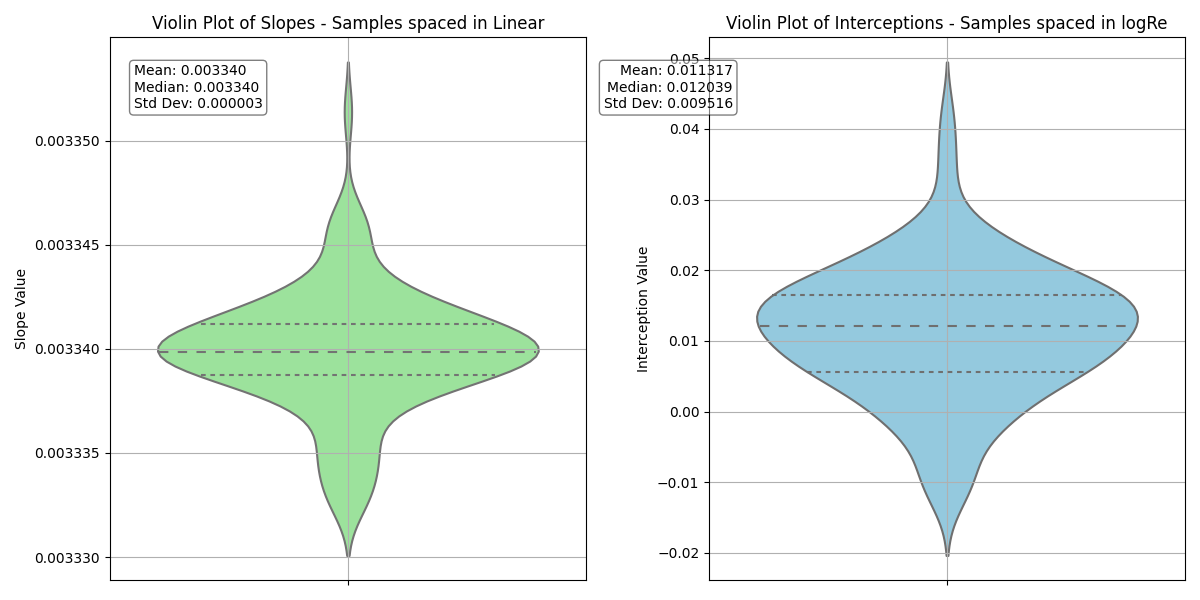 Violin Plot of Slopes - Samples spaced in Linear
Mean: 0.003340
Median: 0.003340
Std Dev: 0.000003
0.003350
0.003345
0.003340
0.003335
0.003330
Slope Value
Violin Plot of Interceptions - Samples spaced in logRe
Mean: 0.011317
Median: 0.012039
Std Dev: 0.009516
0.05
0.04
0.03
0.02
0.01
0.00
−0.01
−0.02
Interception Value